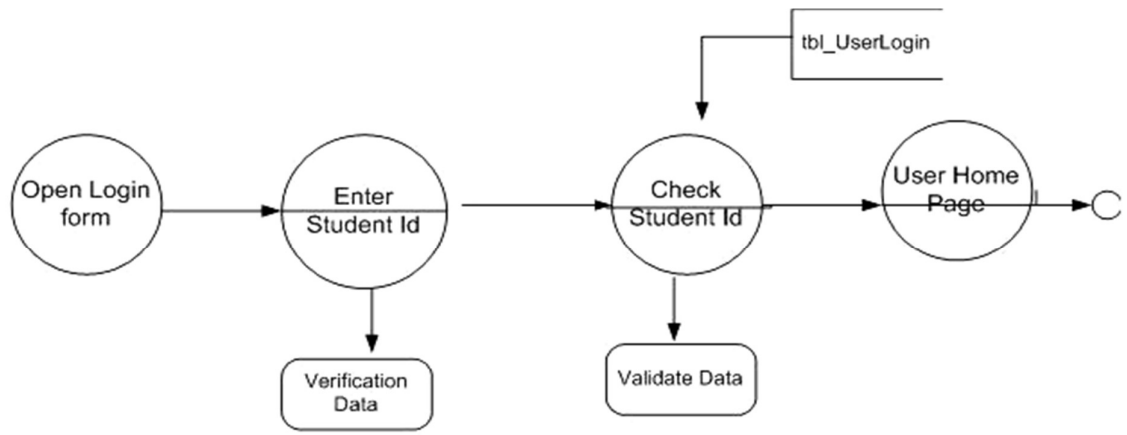 tbl_UserLogin
Open Login
form
Enter
Student Id
Check
Student Id
User Home
Page
Verification
Data
Validate Data